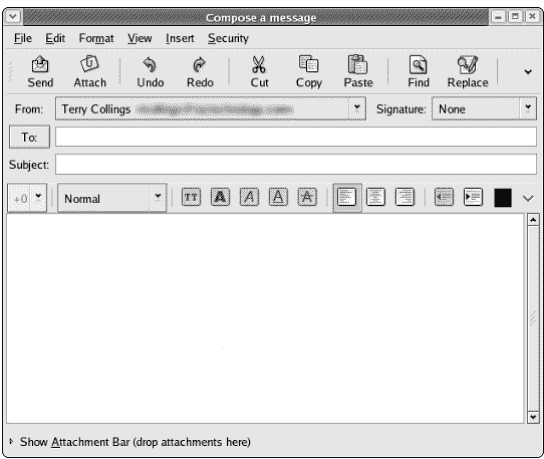 Compose a message
File Edit Format View Insert Security
Send Attach Undo Redo Cut Copy Paste Find Replace
From: Terry Collings Signature: None
To:
Subject:
+0 Normal TT A A A A
Show Attachment Bar (drop attachments here)